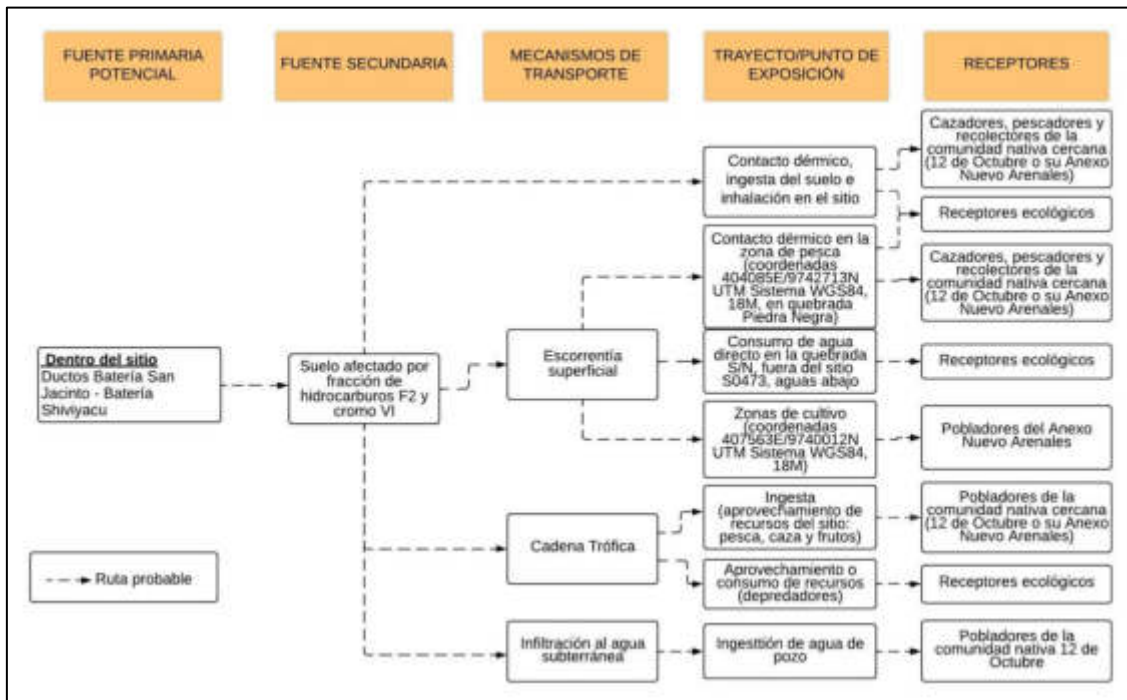 FUENTE PRIMARIA
POTENCIAL
FUENTE SECUNDARIA
MECANISMOS DE
TRANSPORTE
TRAYECTO/PUNTO DE
EXPOSICIÓN
RECEPTORES
Dentro del sitio
Ductos Batería San
Jacinto - Batería
Shiviyacu
Suelo afectado por
fracción de
hidrocarburos F2 y
cromo VI
Escorrentía
superficial
Cadena Trófica
Infiltración al agua
subterránea
Contacto dérmico,
ingesta del suelo e
inhalación en el sitio
Contacto dérmico en la
zona de pesca
(coordenadas
404085E/9742713N
UTM Sistema WGS84,
18M, en quebrada
Piedra Negra)
Consumo de agua
directo en la quebrada
S/N, fuera del sitio
S0473, aguas abajo
Zonas de cultivo
(coordenadas
407563E/9740012N
UTM Sistema WGS84,
18M)
Ingesta
(aprovechamiento de
recursos del sitio:
pesca, caza y frutos)
Aprovechamiento o
consumo de recursos
(depredadores)
Ingesttión de agua de
pozo
Cazadores, pescadores y
recolectores de la
comunidad nativa cercana
(12 de Octubre o su Anexo
Nuevo Arenales)
Receptores ecológicos
Cazadores, pescadores y
recolectores de la
comunidad nativa cercana
(12 de Octubre o su Anexo
Nuevo Arenales)
Receptores ecológicos
Pobladores del Anexo
Nuevo Arenales
Pobladores de la
comunidad nativa cercana
(12 de Octubre o su Anexo
Nuevo Arenales)
Receptores ecológicos
Pobladores de la
comunidad nativa 12 de
Octubre
Ruta probable